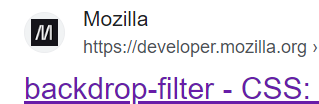 Mozilla
https://developer.mozilla.org ›
backdrop-filter - CSS: